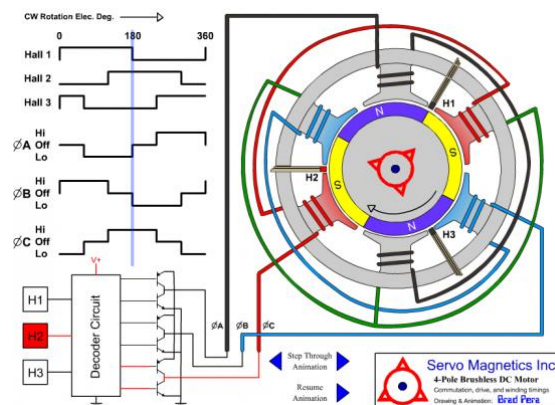 CW Rotation Elec. Deg.
0 180 360
Hall 1
Hall 2
Hall 3
Hi
ØA Off
Lo
Hi
ØB Off
Lo
Hi
ØC Off
Lo
V+
H1
H2
H3
Decoder Circuit
ØA
ØB
ØC
N
H1
S
S
H2
H3
N
Step Through
Animation
Resume
Animation
Servo Magnetics Inc
4-Pole Brushless DC Motor
Commutation, drive, and winding timings
Drawing & Animation: Brad Pera